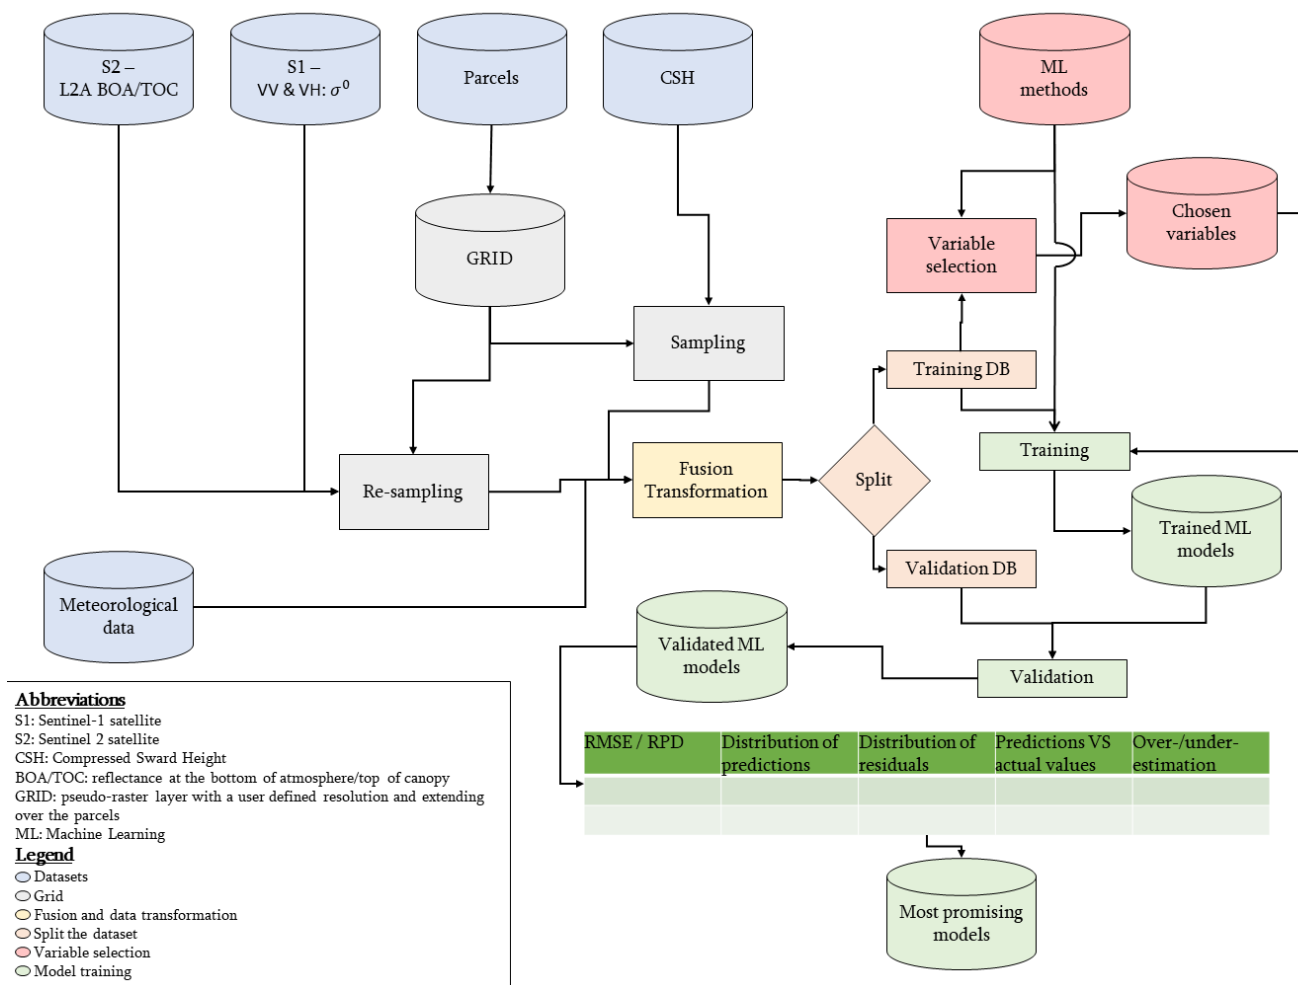 S2 –
L2A BOA/TOC
S1 –
VV & VH: σ⁰
Parcels
CSH
ML
methods
Chosen
variables
GRID
Variable
selection
Sampling
Training DB
Training
Fusion
Transformation
Split
Re-sampling
Trained ML
models
Validation DB
Meteorological
data
Validated ML
models
Validation
RMSE / RPD
Distribution of
predictions
Distribution of
residuals
Predictions VS
actual values
Over-/under-
estimation
Most promising
models
Abbreviations
S1: Sentinel-1 satellite
S2: Sentinel 2 satellite
CSH: Compressed Sward Height
BOA/TOC: reflectance at the bottom of atmosphere/top of canopy
GRID: pseudo-raster layer with a user defined resolution and extending
over the parcels
ML: Machine Learning
Legend
Datasets
Grid
Fusion and data transformation
Split the dataset
Variable selection
Model training